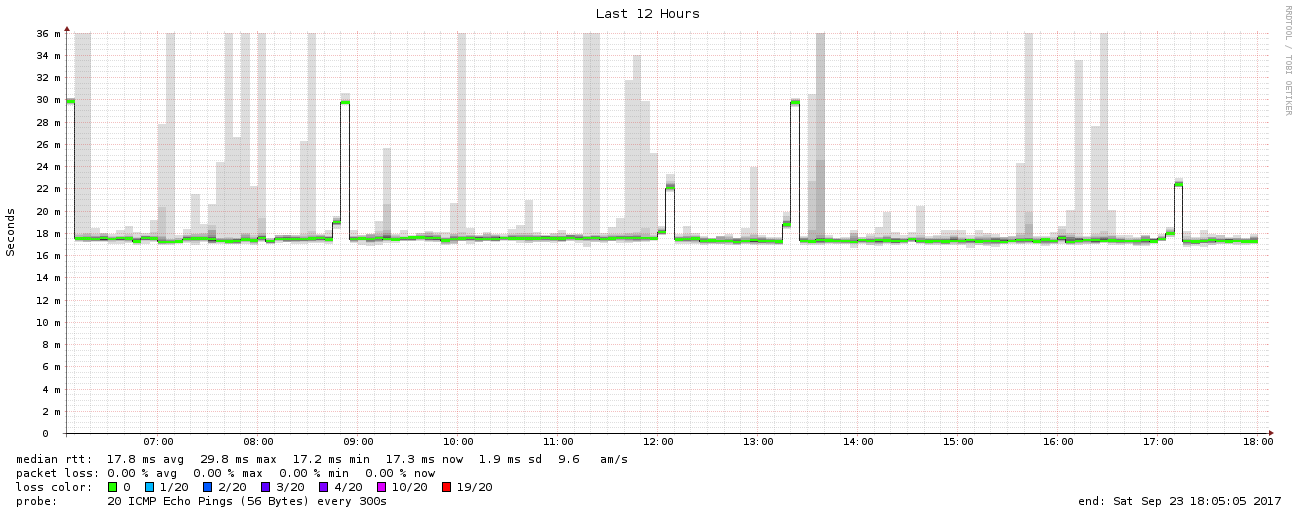 Last 12 Hours
RRDTOOL / TOBI OETIKER
Seconds
36 m
34 m
32 m
30 m
28 m
26 m
24 m
22 m
20 m
18 m
16 m
14 m
12 m
10 m
8 m
6 m
4 m
2 m
0
07:00 08:00 09:00 10:00 11:00 12:00 13:00 14:00 15:00 16:00 17:00 18:00
median rtt: 17.8 ms avg 29.8 ms max 17.2 ms min 17.3 ms now 1.9 ms sd 9.6 am/s
packet loss: 0.00 % avg 0.00 % max 0.00 % min 0.00 % now
loss color: 0 1/20 2/20 3/20 4/20 10/20 19/20
probe: 20 ICMP Echo Pings (56 Bytes) every 300s
end: Sat Sep 23 18:05:05 2017